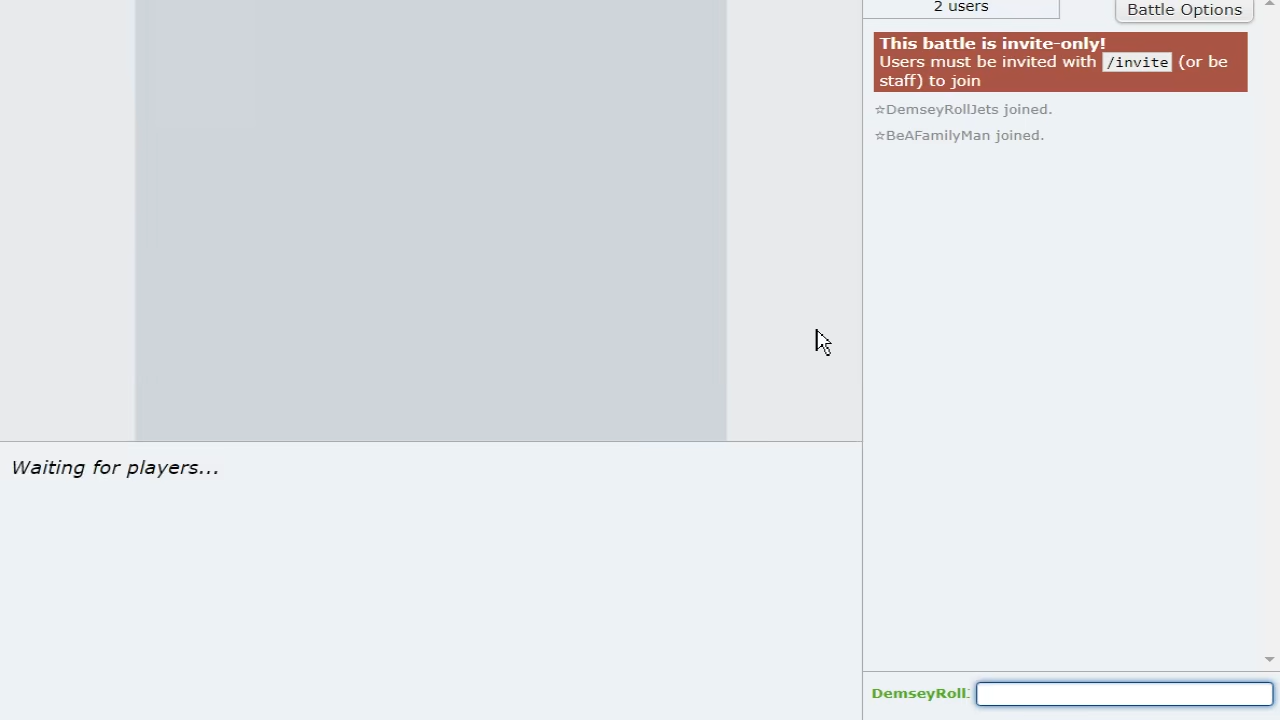 2 users
Battle Options
This battle is invite-only!
Users must be invited with /invite (or be
staff) to join
☆DemseyRollJets joined.
☆BeAFamilyMan joined.
Waiting for players...
DemseyRoll: